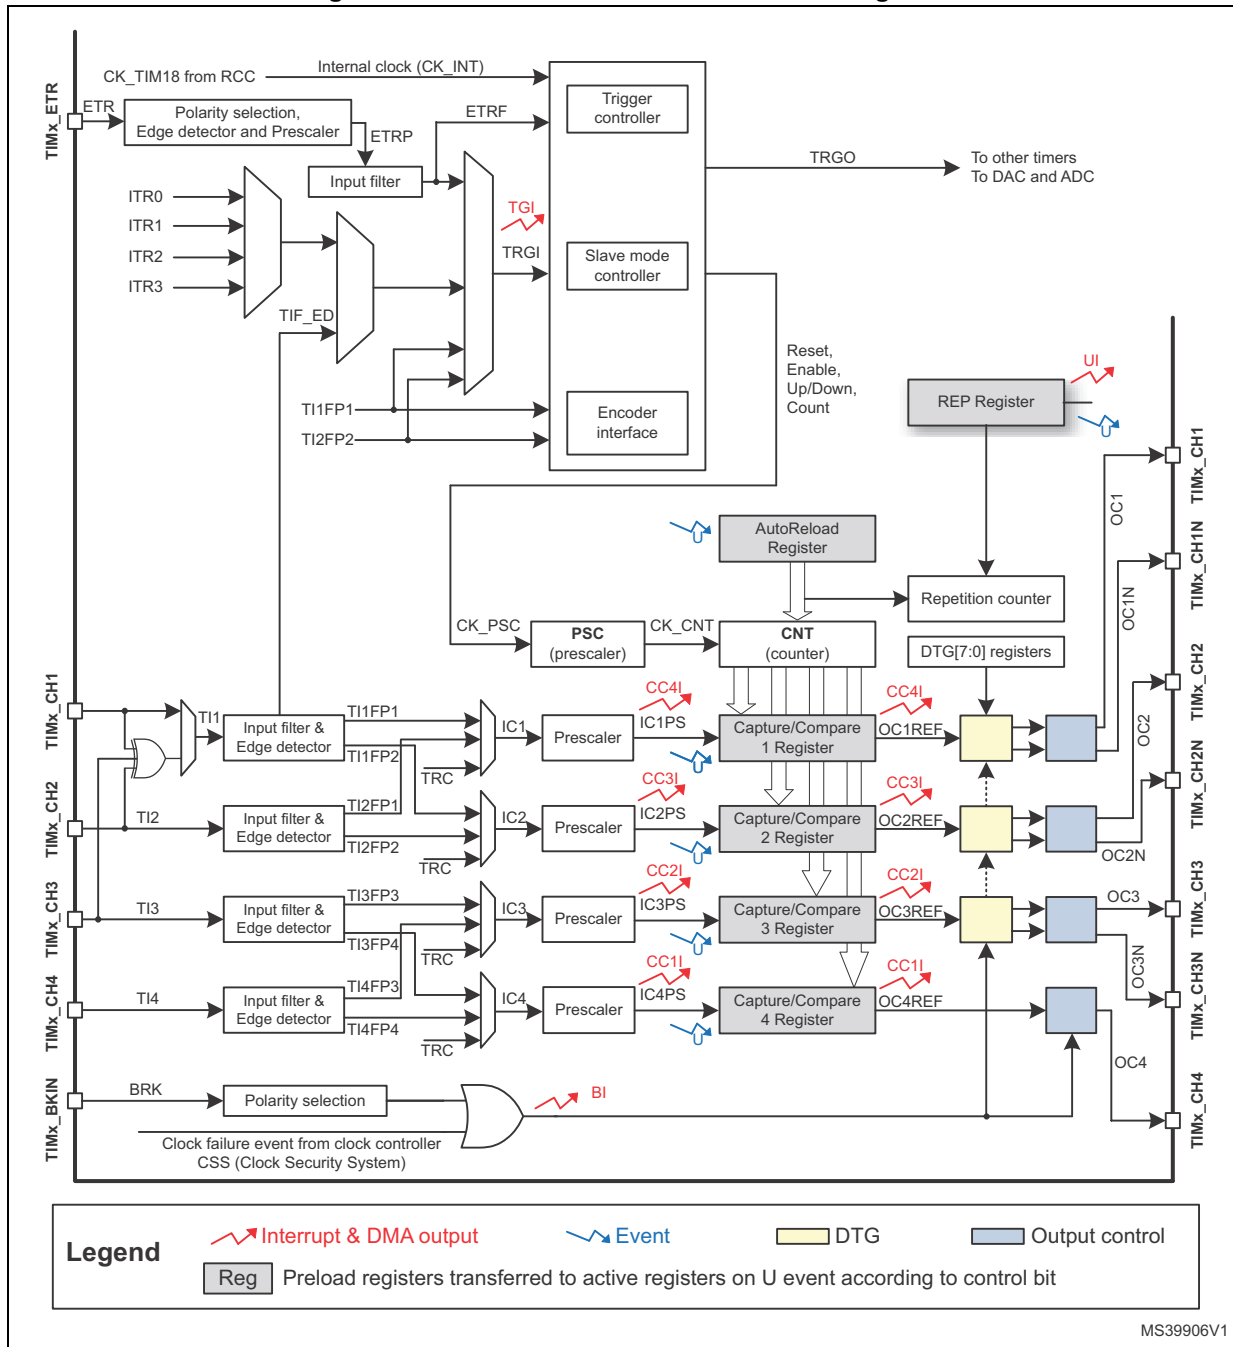 CK_TIM18 from RCC
Internal clock (CK_INT)
TIMx_ETR
ETR
Polarity selection,
Edge detector and Prescaler
ETRP
ETRF
Input filter
Trigger
controller
TRGO
To other timers
To DAC and ADC
ITR0
ITR1
ITR2
ITR3
TGI
TRGI
Slave mode
controller
TIF_ED
Reset,
Enable,
Up/Down,
Count
TI1FP1
TI2FP2
Encoder
interface
REP Register
UI
U
U
AutoReload
Register
Repetition counter
CK_PSC
PSC
(prescaler)
CK_CNT
CNT
(counter)
DTG[7:0] registers
TIMx_CH1
TI1
Input filter &
Edge detector
TI1FP1
TI1FP2
TRC
IC1
Prescaler
CC4I
IC1PS
U
Capture/Compare
1 Register
CC4I
OC1REF
OC1
TIMx_CH1
OC1N
TIMx_CH1N
TIMx_CH2
TI2
Input filter &
Edge detector
TI2FP1
TI2FP2
TRC
IC2
Prescaler
CC3I
IC2PS
U
Capture/Compare
2 Register
CC3I
OC2REF
OC2
TIMx_CH2
OC2N
TIMx_CH2N
TIMx_CH3
TI3
Input filter &
Edge detector
TI3FP3
TI3FP4
TRC
IC3
Prescaler
CC2I
IC3PS
U
Capture/Compare
3 Register
CC2I
OC3REF
OC3
TIMx_CH3
OC3N
TIMx_CH3N
TIMx_CH4
TI4
Input filter &
Edge detector
TI4FP3
TI4FP4
TRC
IC4
Prescaler
CC1I
IC4PS
U
Capture/Compare
4 Register
CC1I
OC4REF
OC4
TIMx_CH4
TIMx_BKIN
BRK
Polarity selection
BI
Clock failure event from clock controller
CSS (Clock Security System)
Legend
Interrupt & DMA output
Event
DTG
Output control
Reg
Preload registers transferred to active registers on U event according to control bit
MS39906V1